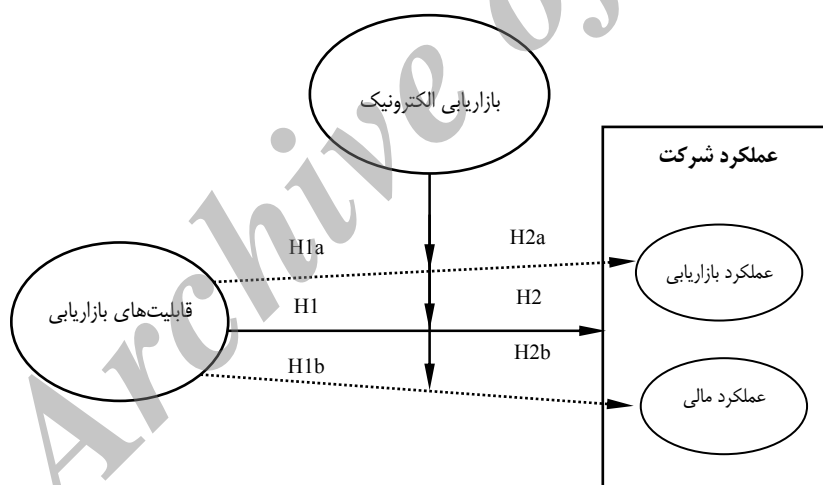 بازاریابی الکترونیک
عملکرد شرکت
H1a
H2a
عملکرد بازاریابی
قابلیت‌های بازاریابی
H1
H2
H1b
H2b
عملکرد مالی
Archive of